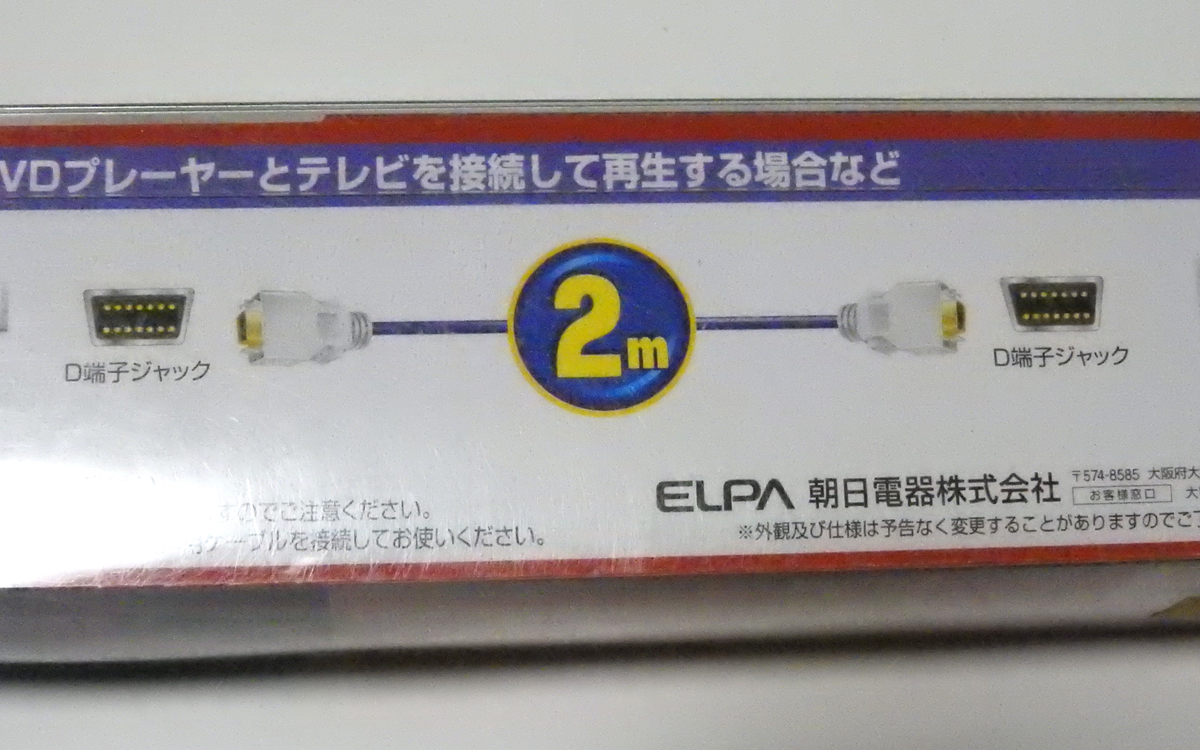 VDプレーヤーとテレビを接続して再生する場合など
2m
D端子ジャック
D端子ジャック
すのでご注意ください。
用ケーブルを接続してお使いください。
ELPA 朝日電器株式会社
〒574-8585 大阪府大
お客様窓口 大
※外観及び仕様は予告なく変更することがありますのでご